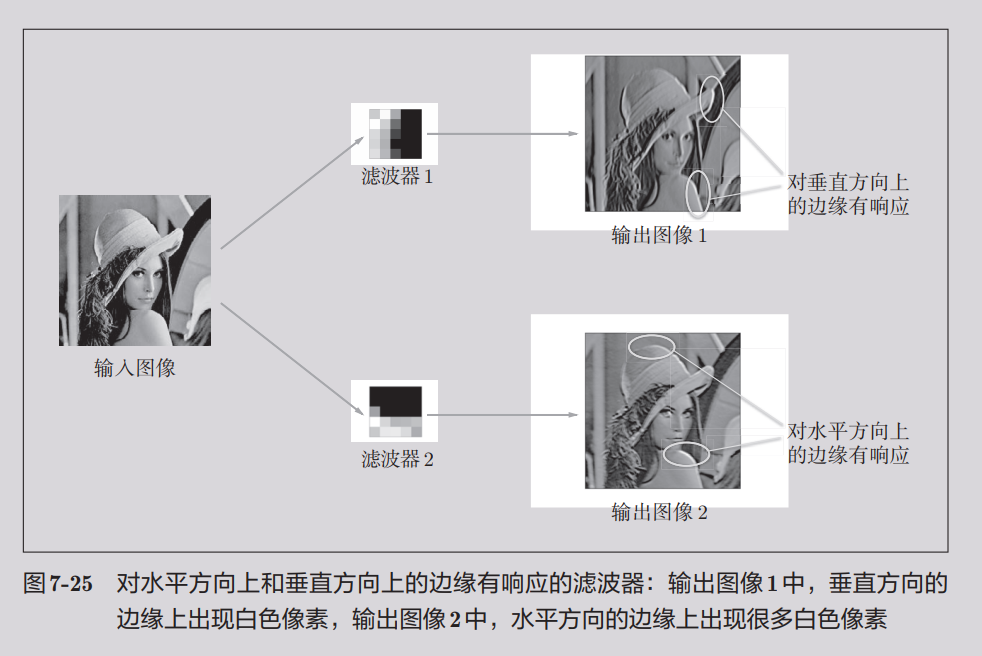 滤波器1
对垂直方向上
的边缘有响应
输出图像1
输入图像
对水平方向上
的边缘有响应
滤波器2
输出图像2
图7-25 对水平方向上和垂直方向上的边缘有响应的滤波器：输出图像1中，垂直方向的
边缘上出现白色像素，输出图像2中，水平方向的边缘上出现很多白色像素